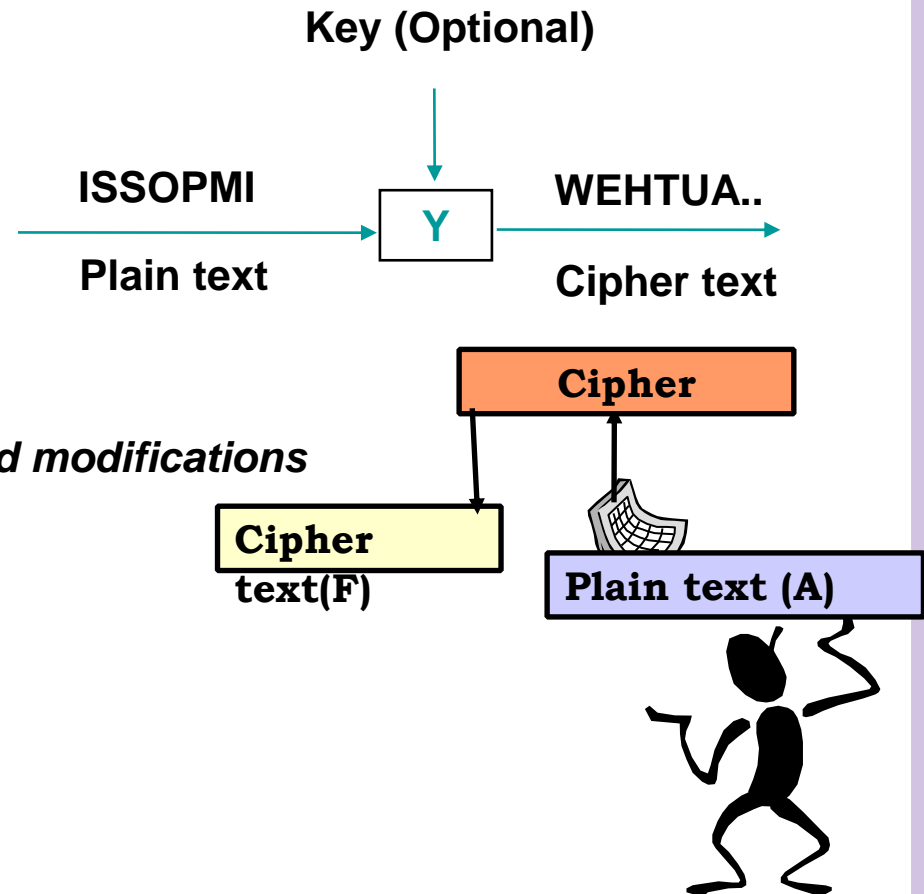 Key (Optional)
ISSOPMI
Y
WEHTUA..
Plain text
Cipher text
Cipher
d modifications
Cipher
text(F)
Plain text (A)